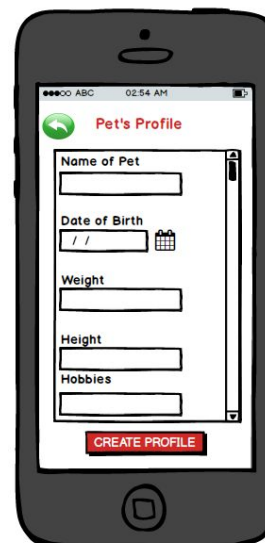 ●●●○○ ABC 02:54 AM
Pet's Profile
Name of Pet
Date of Birth
/ /
Weight
Height
Hobbies
CREATE PROFILE